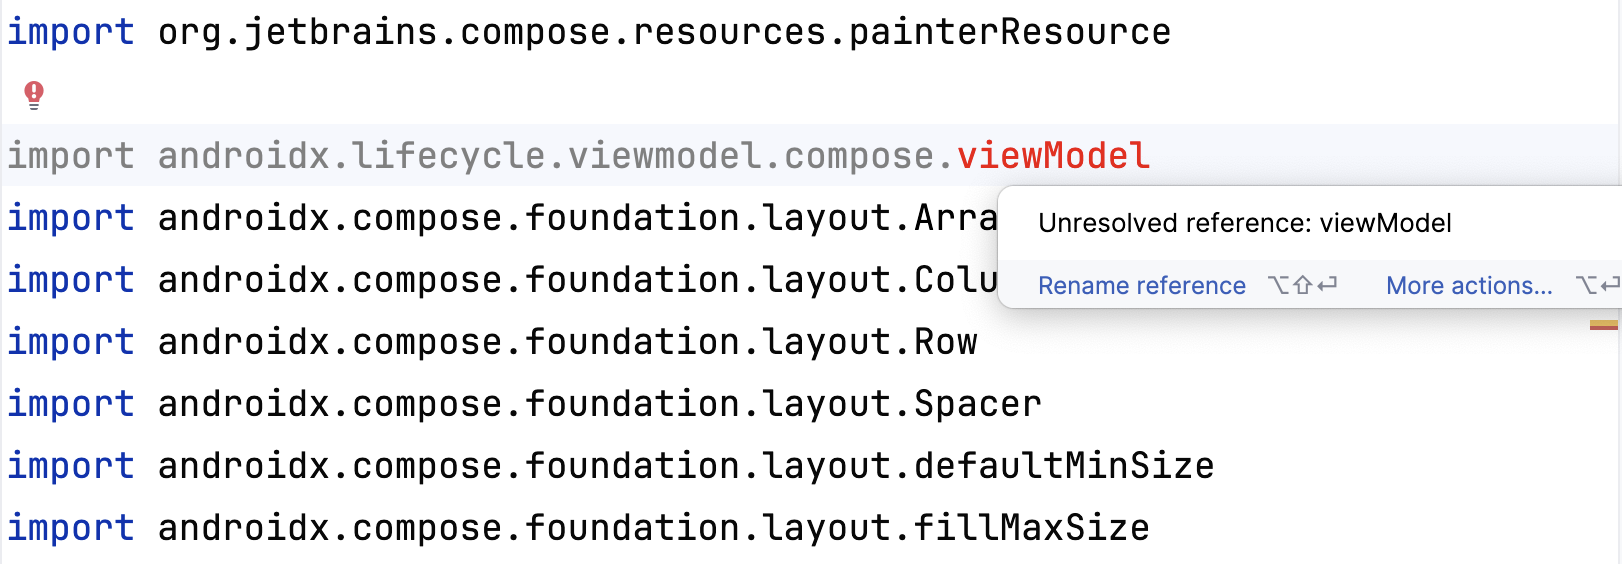 import org.jetbrains.compose.resources.painterResource
import androidx.lifecycle.viewmodel.compose.viewModel
import androidx.compose.foundation.layout.Arra
Unresolved reference: viewModel
import androidx.compose.foundation.layout.Colu
Rename reference ⌥⇧↩ More actions... ⌥↩
import androidx.compose.foundation.layout.Row
import androidx.compose.foundation.layout.Spacer
import androidx.compose.foundation.layout.defaultMinSize
import androidx.compose.foundation.layout.fillMaxSize